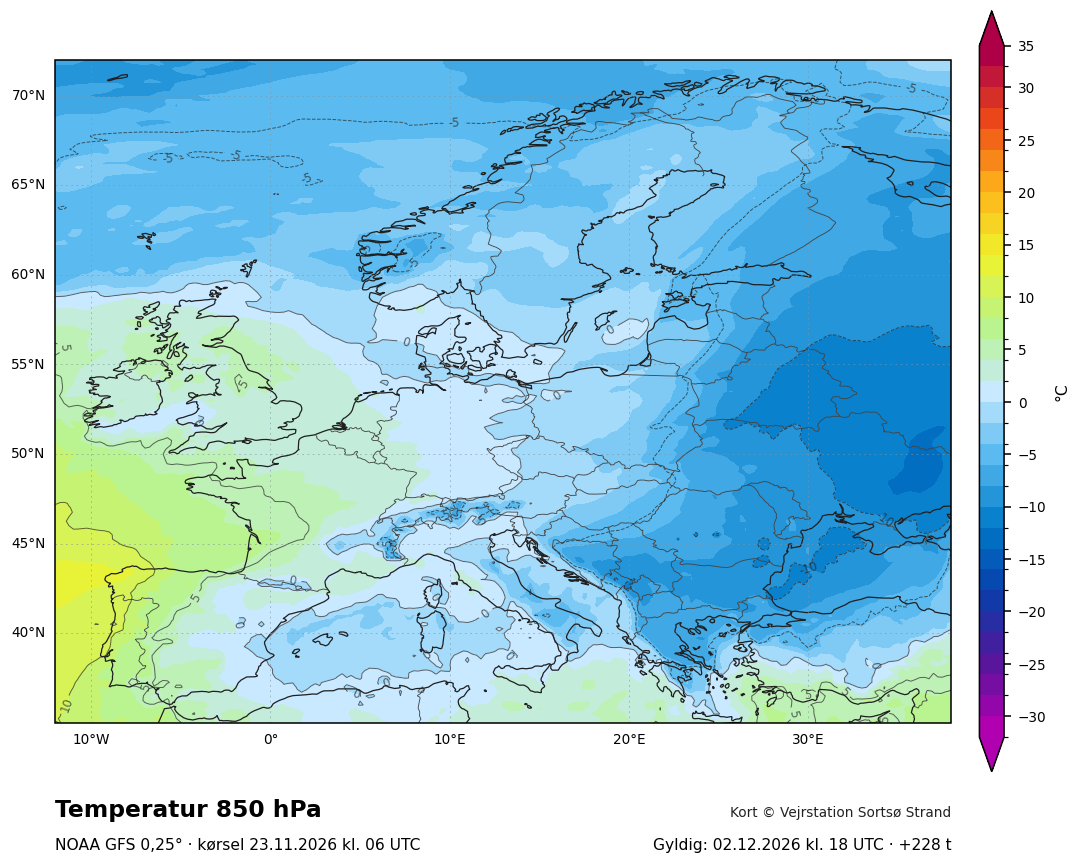 70°N
65°N
60°N
55°N
50°N
45°N
40°N
10°W
0°
10°E
20°E
30°E
35
30
25
20
15
10
5
0
−5
−10
−15
−20
−25
−30
°C
Temperatur 850 hPa
Kort © Vejrstation Sortsø Strand
NOAA GFS 0,25° · kørsel 23.11.2026 kl. 06 UTC
Gyldig: 02.12.2026 kl. 18 UTC · +228 t